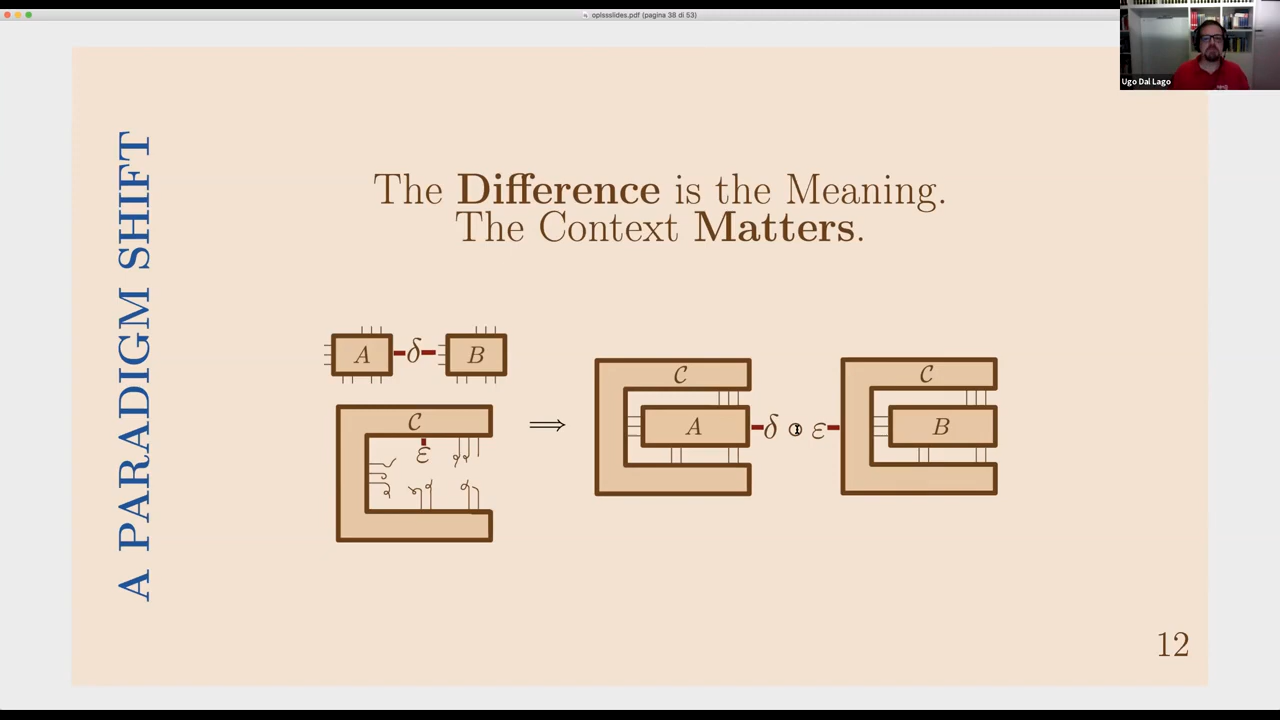 oplssslides.pdf (pagina 38 di 53)
Ugo Dal Lago
A PARADIGM SHIFT
The Difference is the Meaning.
The Context Matters.
A δ B
C
ε
⟹
C
A
δ
ε
C
B
12